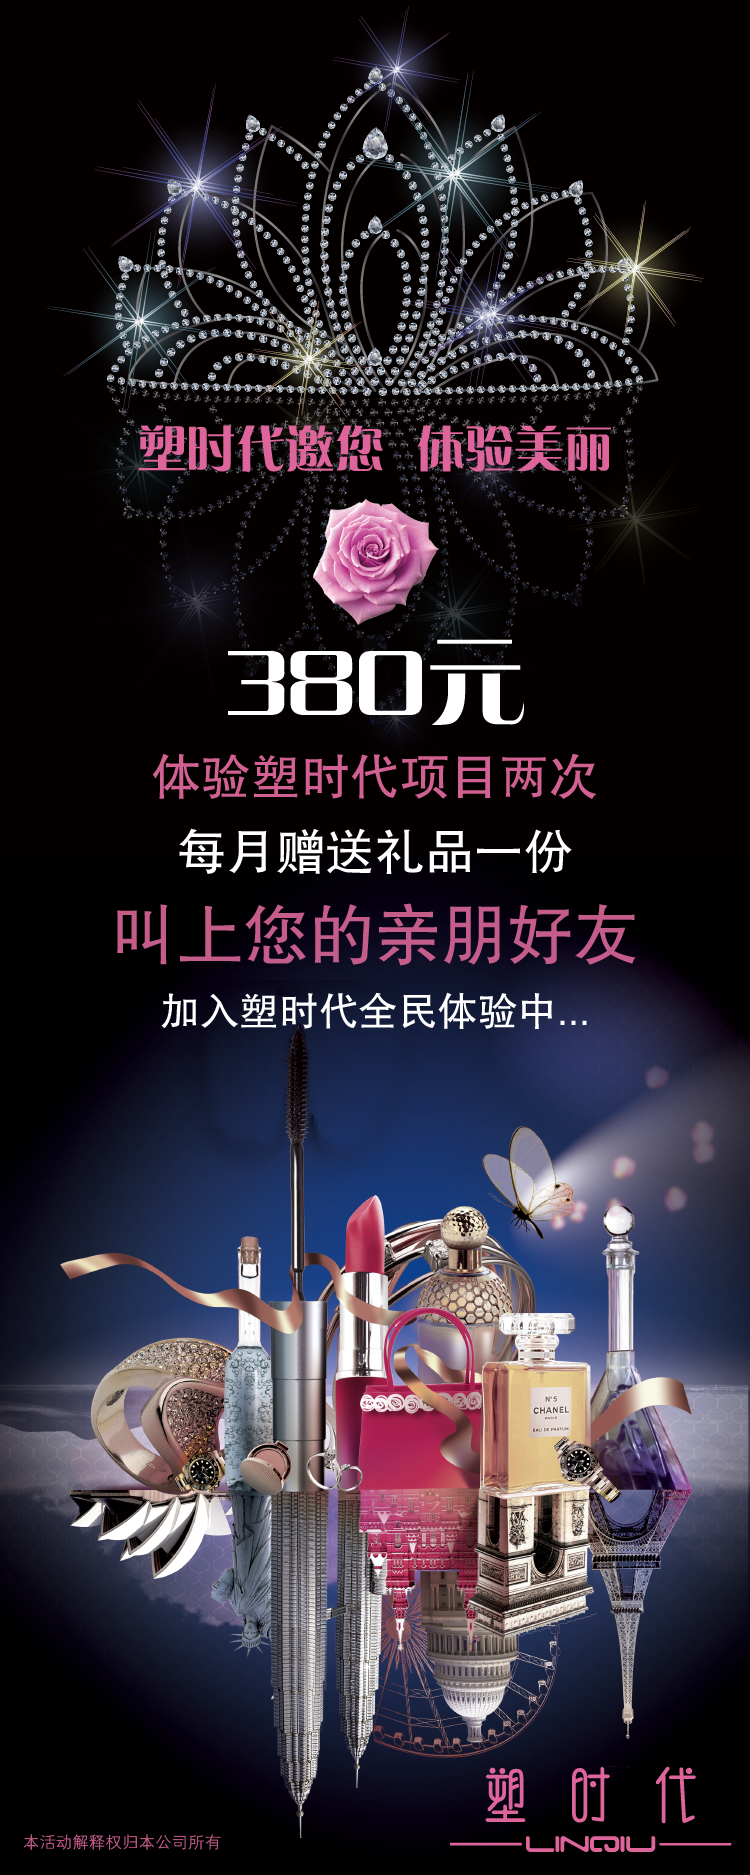 塑时代邀您 体验美丽
380元
体验塑时代项目两次
每月赠送礼品一份
叫上您的亲朋好友
加入塑时代全民体验中...
N°5
CHANEL
PARIS
EAU DE PARFUM
塑时代
LINQIU
本活动解释权归本公司所有